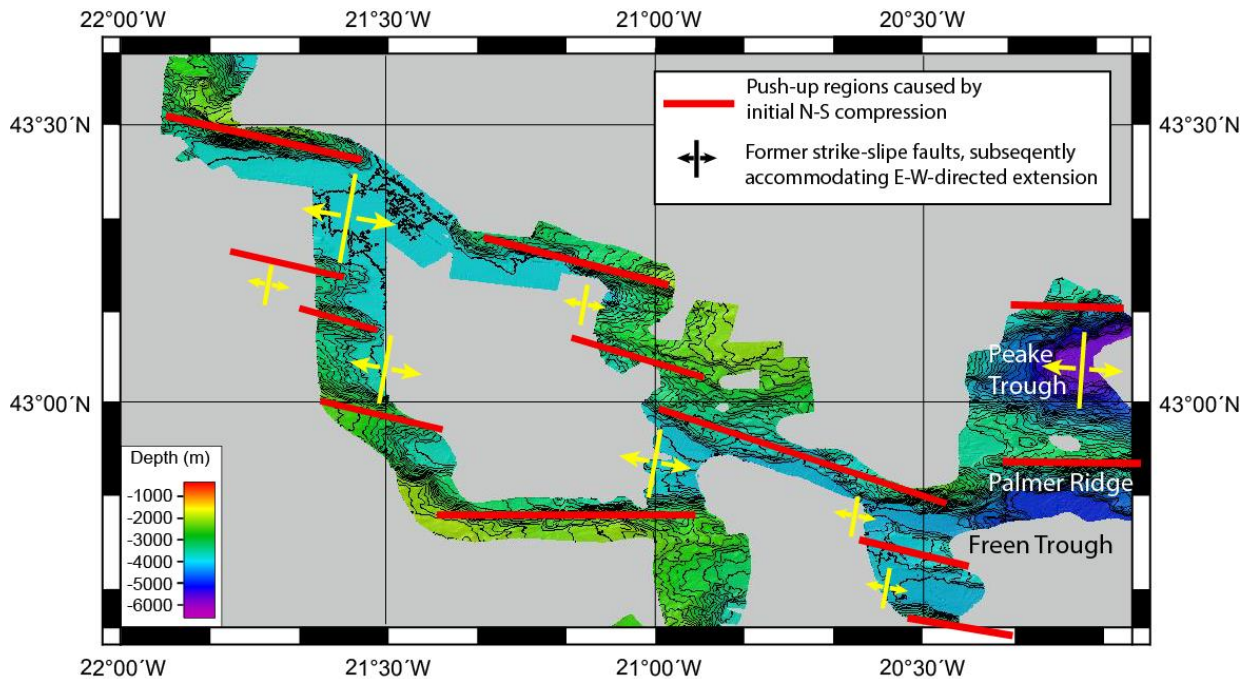 22°00´W 21°30´W 21°00´W 20°30´W
Push-up regions caused by
initial N-S compression
Former strike-slipe faults, subseqently
accommodating E-W-directed extension
43°30´N 43°30´N
Peake
Trough
43°00´N 43°00´N
Palmer Ridge
Freen Trough
Depth (m)
-1000
-2000
-3000
-4000
-5000
-6000
22°00´W 21°30´W 21°00´W 20°30´W